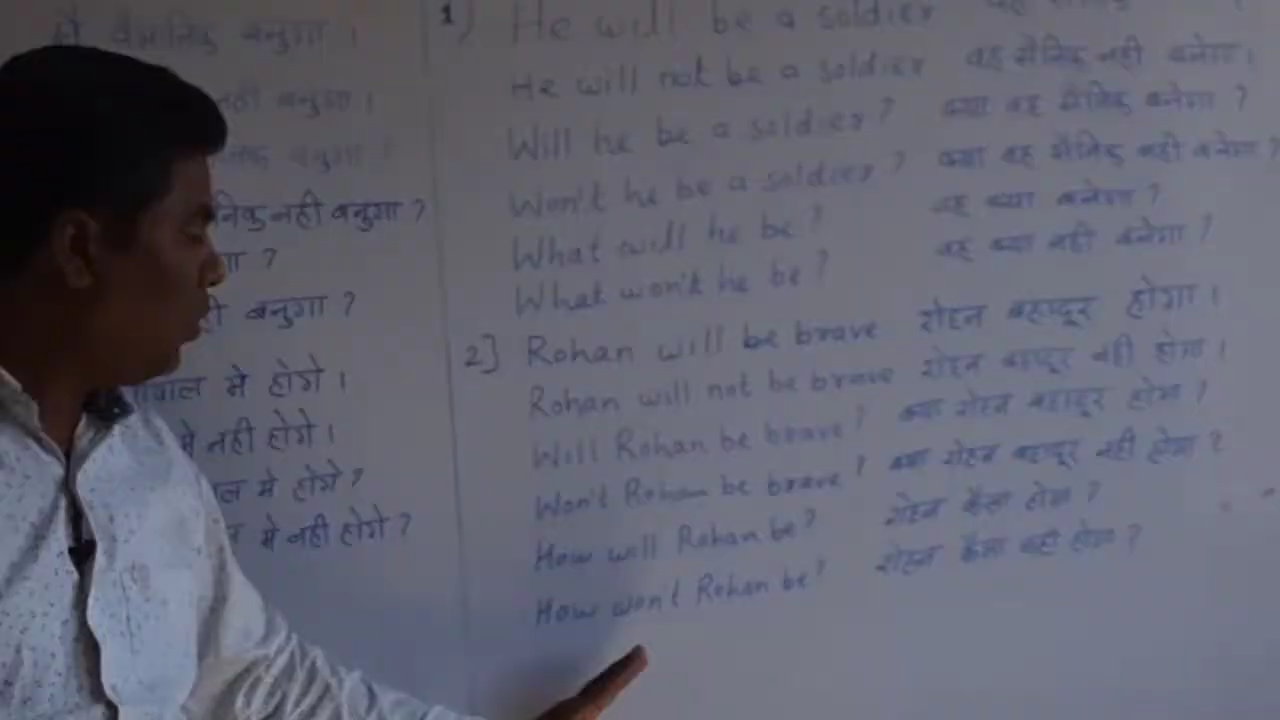 मैं वैज्ञानिक बनुगा ।
नही बनुगा ।
बनुगा ।
निक नही बनुगा ?
गा ?
ही बनुगा ?
मे होगे ।
मे नही होगे ।
ल मे होगे ?
मे नही होगे ?
1) He will be a soldier वह
He will not be a soldier वह सैनिक नही बनेगा ।
Will he be a soldier? क्या वह सैनिक बनेगा ?
Won't he be a soldier? क्या वह सैनिक नही बनेगा ?
What will he be? वह क्या बनेगा ?
What won't he be? वह क्या नही बनेगा ?
2] Rohan will be brave रोहन बहादूर होगा ।
Rohan will not be brave रोहन बहादूर नही होगा ।
Will Rohan be brave? क्या रोहन बहादूर होगा ?
Won't Rohan be brave? क्या रोहन बहादूर नही होगा ?
How will Rohan be? रोहन कैसा होगा ?
How won't Rohan be? रोहन कैसा नही होगा ?